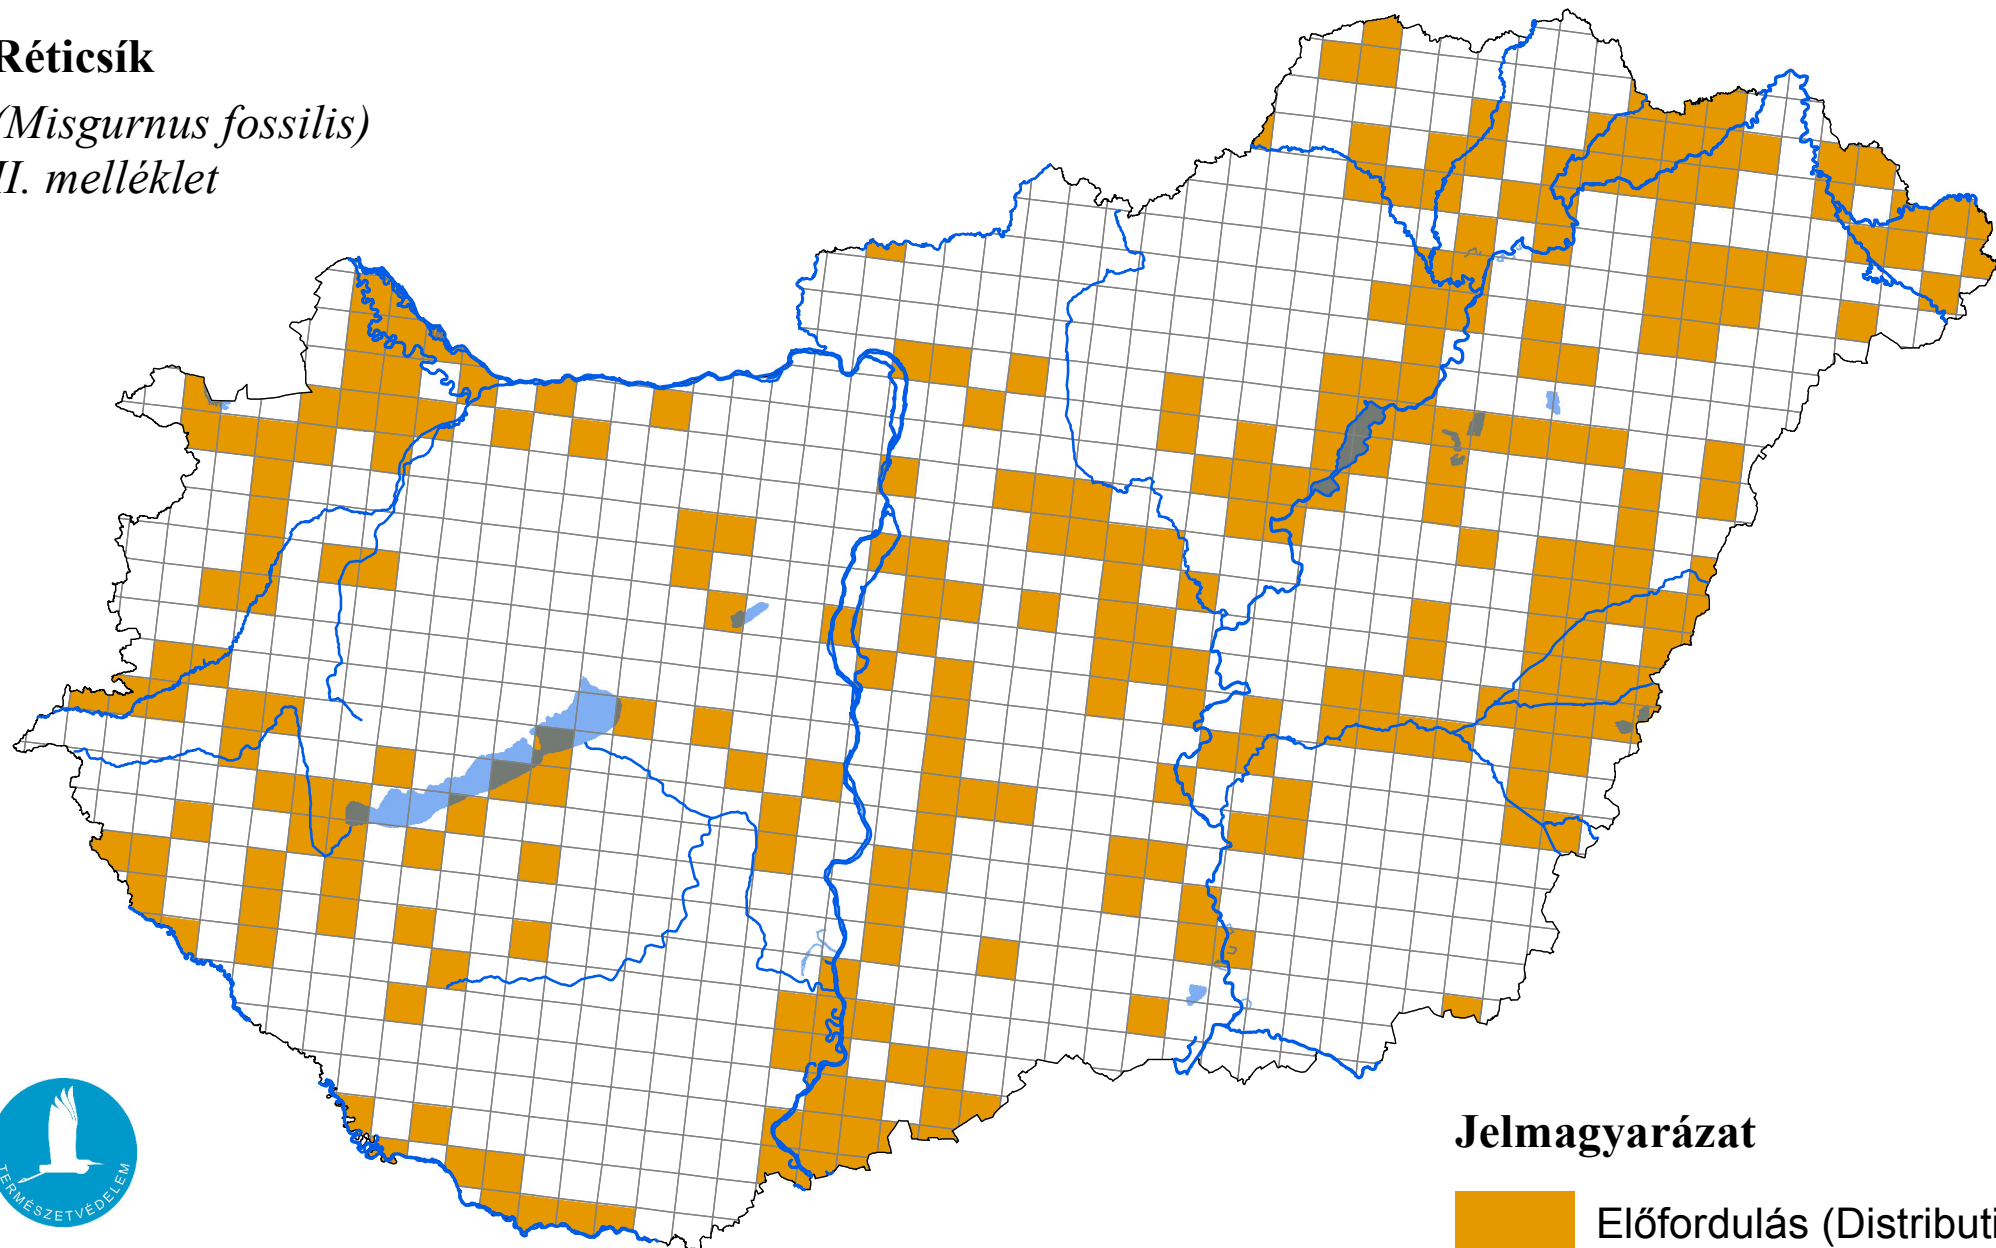 Réticsík
(Misgurnus fossilis)
II. melléklet
TERMÉSZETVÉDELEM
Jelmagyarázat
Előfordulás (Distributi